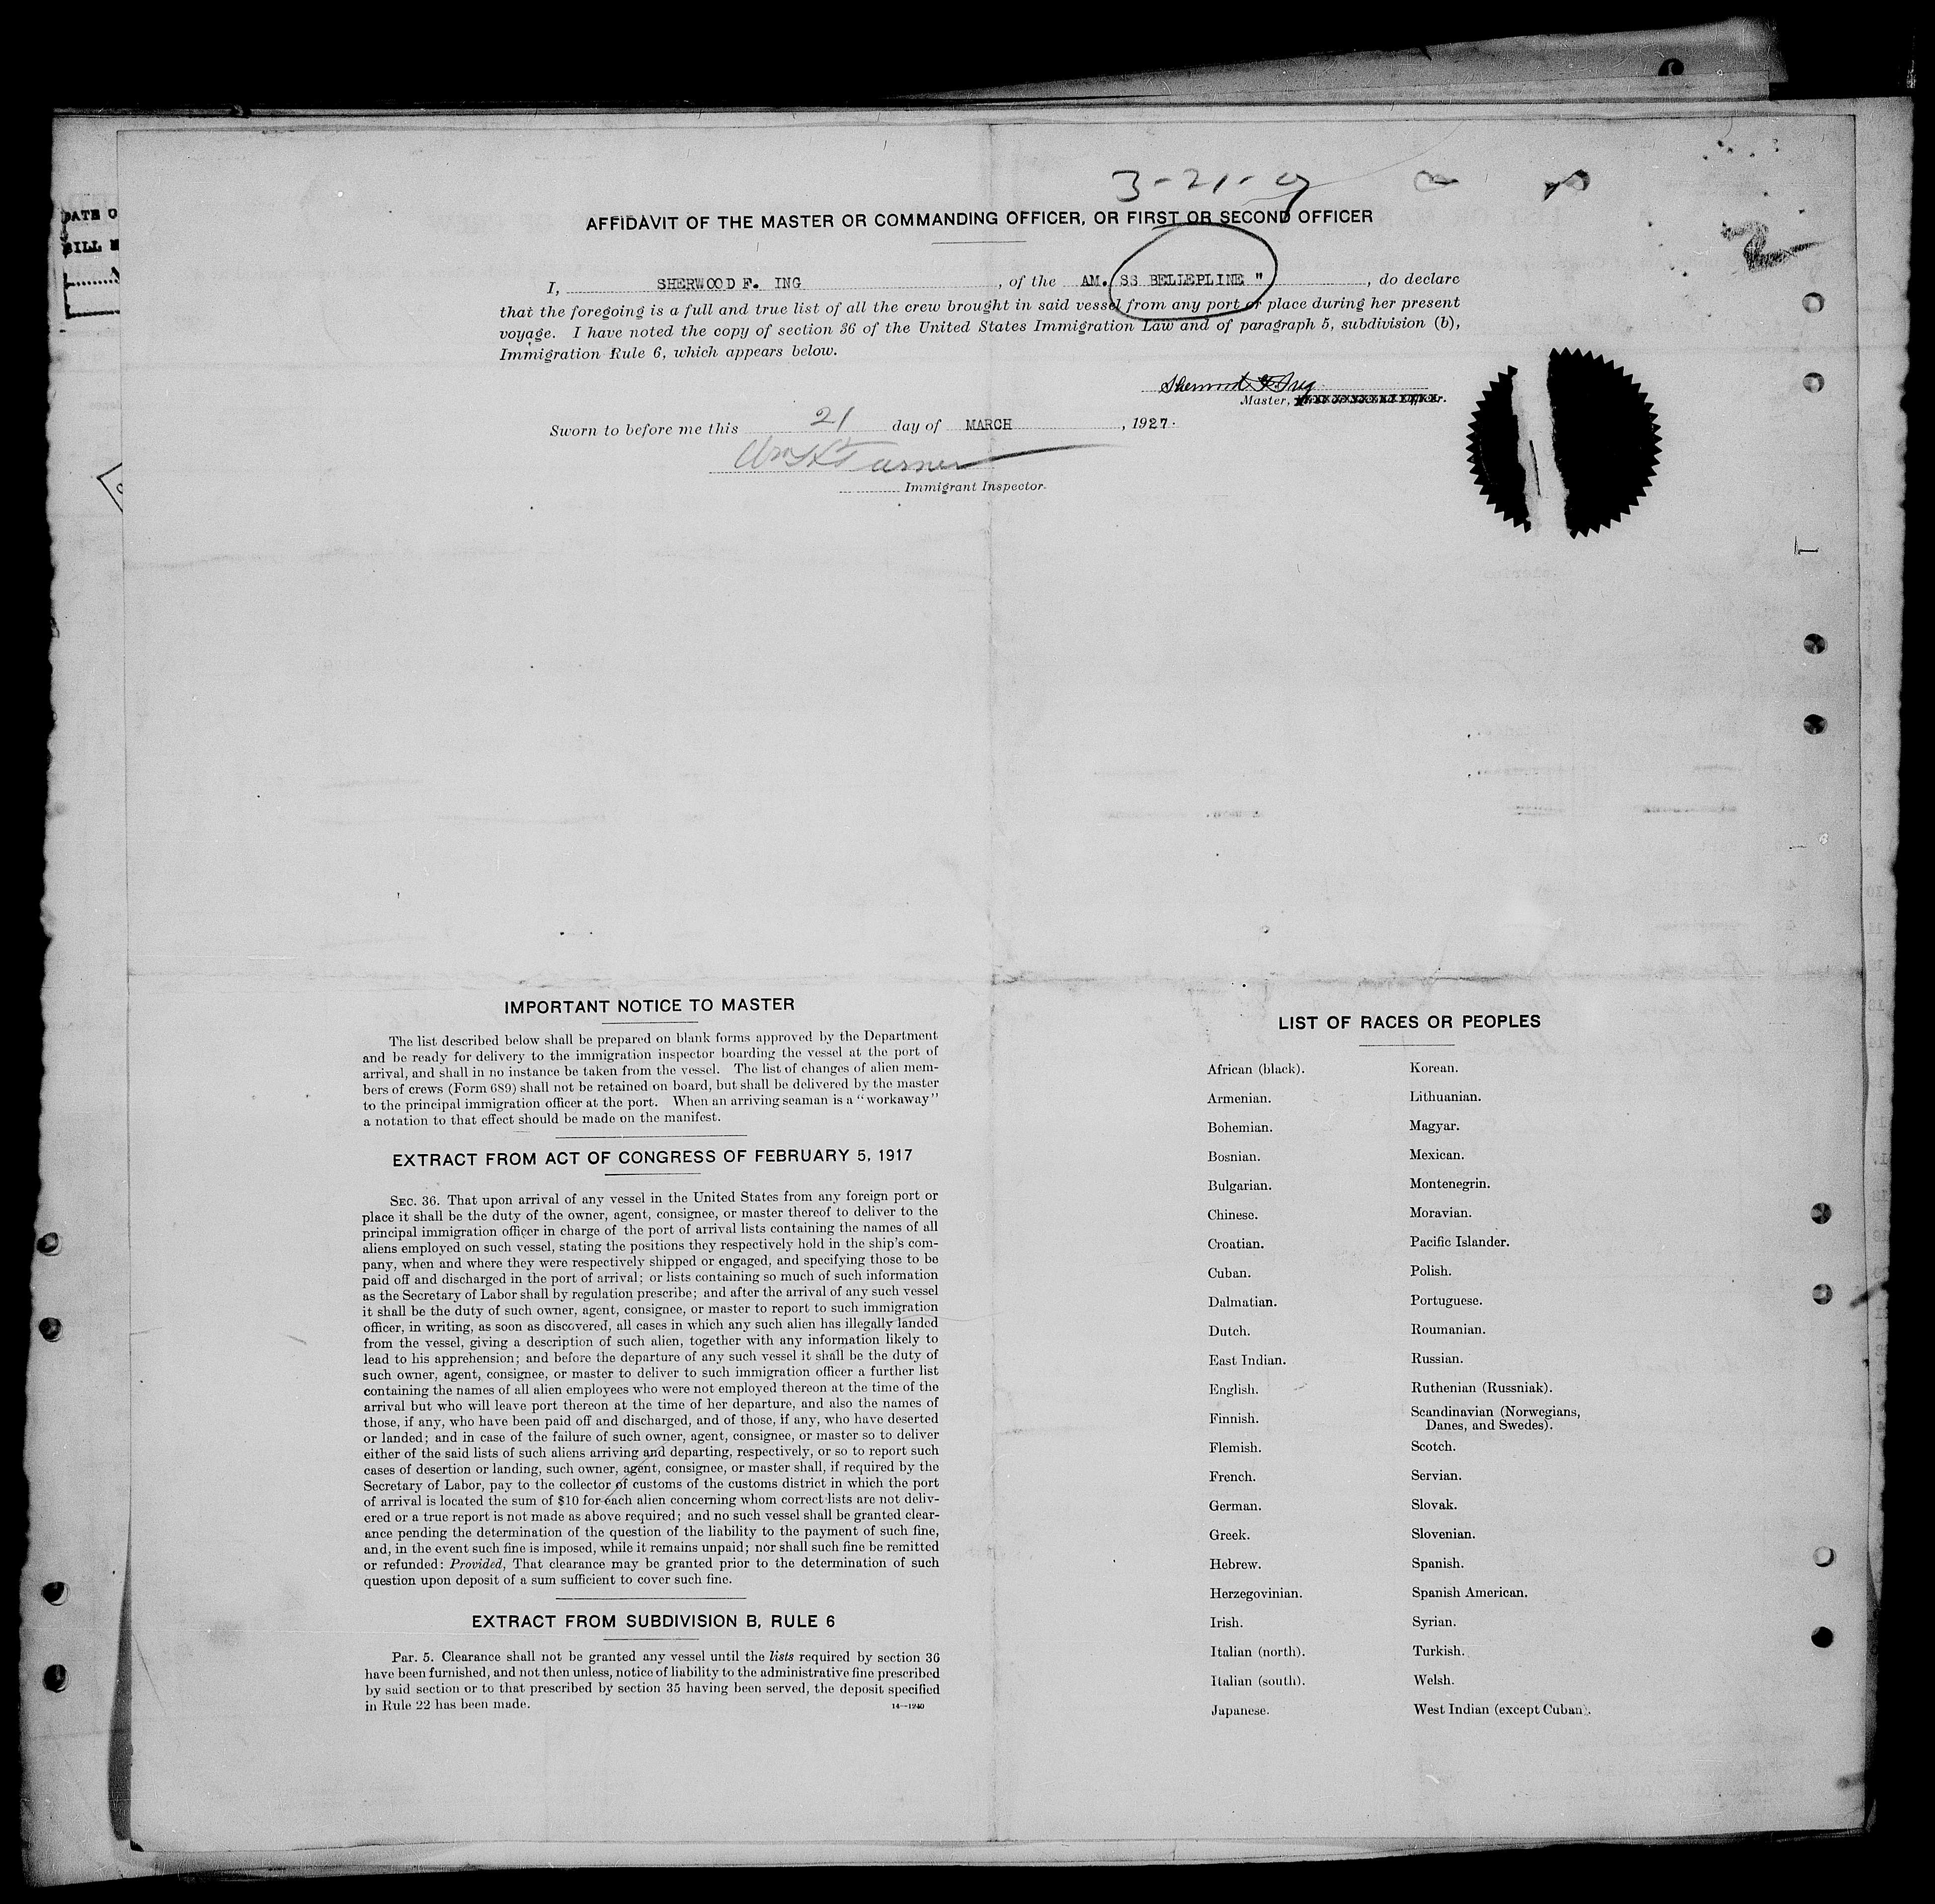 3-21-27
DATE O
BILL
AFFIDAVIT OF THE MASTER OR COMMANDING OFFICER, OR FIRST OR SECOND OFFICER
I, SHERWOOD F. ING, of the AM. SS BELLEPLINE ", do declare
that the foregoing is a full and true list of all the crew brought in said vessel from any port or place during her present
voyage. I have noted the copy of section 36 of the United States Immigration Law and of paragraph 5, subdivision (b),
Immigration Rule 6, which appears below.
Sherwood F. Ing
Master,
Sworn to before me this 21 day of MARCH, 1927.
Turner
Immigrant Inspector.
IMPORTANT NOTICE TO MASTER
The list described below shall be prepared on blank forms approved by the Department
and be ready for delivery to the immigration inspector boarding the vessel at the port of
arrival, and shall in no instance be taken from the vessel. The list of changes of alien mem-
bers of crews (Form 689) shall not be retained on board, but shall be delivered by the master
to the principal immigration officer at the port. When an arriving seaman is a "workaway"
a notation to that effect should be made on the manifest.
EXTRACT FROM ACT OF CONGRESS OF FEBRUARY 5, 1917
SEC. 36. That upon arrival of any vessel in the United States from any foreign port or
place it shall be the duty of the owner, agent, consignee, or master thereof to deliver to the
principal immigration officer in charge of the port of arrival lists containing the names of all
aliens employed on such vessel, stating the positions they respectively hold in the ship's com-
pany, when and where they were respectively shipped or engaged, and specifying those to be
paid off and discharged in the port of arrival; or lists containing so much of such information
as the Secretary of Labor shall by regulation prescribe; and after the arrival of any such vessel
it shall be the duty of such owner, agent, consignee, or master to report to such immigration
officer, in writing, as soon as discovered, all cases in which any such alien has illegally landed
from the vessel, giving a description of such alien, together with any information likely to
lead to his apprehension; and before the departure of any such vessel it shall be the duty of
such owner, agent, consignee, or master to deliver to such immigration officer a further list
containing the names of all alien employees who were not employed thereon at the time of the
arrival but who will leave port thereon at the time of her departure, and also the names of
those, if any, who have been paid off and discharged, and of those, if any, who have deserted
or landed; and in case of the failure of such owner, agent, consignee, or master so to deliver
either of the said lists of such aliens arriving and departing, respectively, or so to report such
cases of desertion or landing, such owner, agent, consignee, or master shall, if required by the
Secretary of Labor, pay to the collector of customs of the customs district in which the port
of arrival is located the sum of $10 for each alien concerning whom correct lists are not deliv-
ered or a true report is not made as above required; and no such vessel shall be granted clear-
ance pending the determination of the question of the liability to the payment of such fine,
and, in the event such fine is imposed, while it remains unpaid; nor shall such fine be remitted
or refunded: Provided, That clearance may be granted prior to the determination of such
question upon deposit of a sum sufficient to cover such fine.
EXTRACT FROM SUBDIVISION B, RULE 6
Par. 5. Clearance shall not be granted any vessel until the lists required by section 36
have been furnished, and not then unless, notice of liability to the administrative fine prescribed
by said section or to that prescribed by section 35 having been served, the deposit specified
in Rule 22 has been made.
14—1240
LIST OF RACES OR PEOPLES
African (black).
Armenian.
Bohemian.
Bosnian.
Bulgarian.
Chinese.
Croatian.
Cuban.
Dalmatian.
Dutch.
East Indian.
English.
Finnish.
Flemish.
French.
German.
Greek.
Hebrew.
Herzegovinian.
Irish.
Italian (north).
Italian (south).
Japanese.
Korean.
Lithuanian.
Magyar.
Mexican.
Montenegrin.
Moravian.
Pacific Islander.
Polish.
Portuguese.
Roumanian.
Russian.
Ruthenian (Russniak).
Scandinavian (Norwegians,
Danes, and Swedes).
Scotch.
Servian.
Slovak.
Slovenian.
Spanish.
Spanish American.
Syrian.
Turkish.
Welsh.
West Indian (except Cuban).